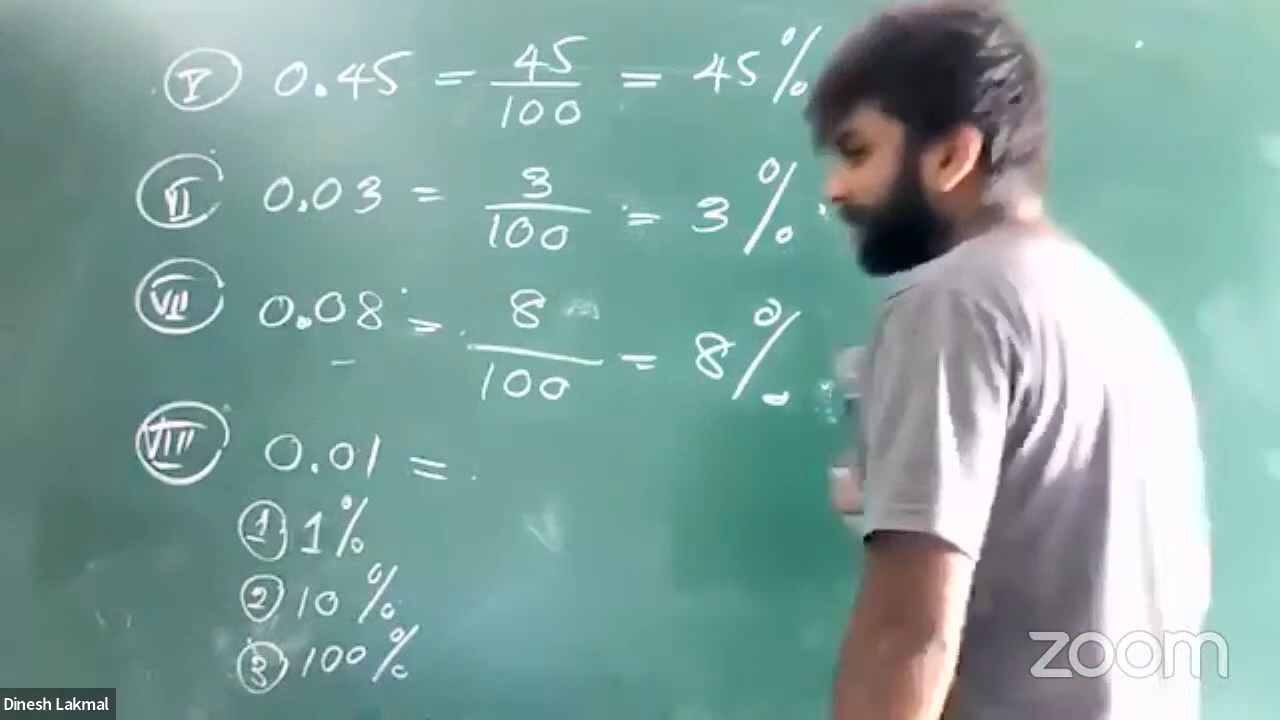 V 0.45 = 45/100 = 45%
VI 0.03 = 3/100 = 3%
VII 0.08 = 8/100 = 8%
VIII 0.01 =
1 1%
2 10%
3 100%
zoom
Dinesh Lakmal